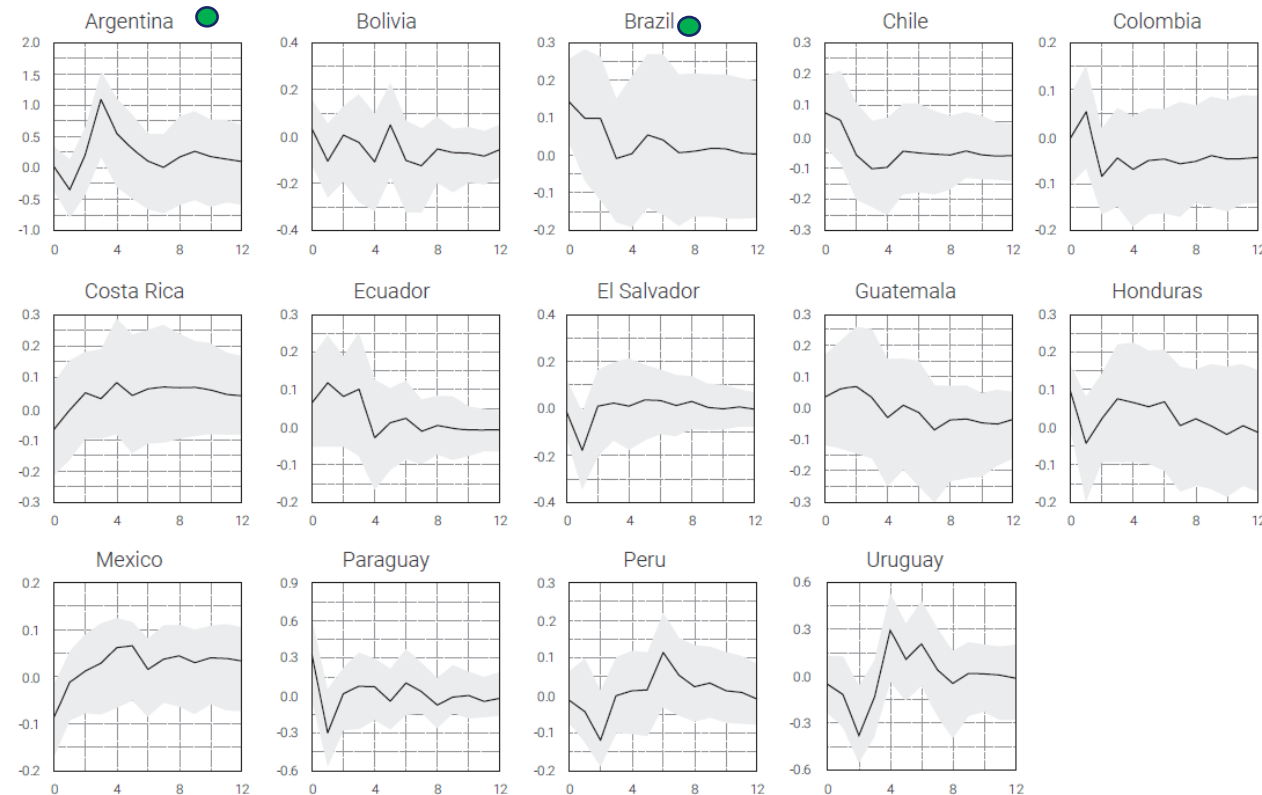 Argentina Bolivia Brazil Chile Colombia
2.0 0.4 0.3 0.3 0.2
1.5 0.2 0.2
1.0 0.2 0.1 0.1
0.5 0.1 0.0
0.0 0.0 0.0 0.0
-0.1 -0.1
-0.5 -0.2 -0.1 -0.2
-1.0 -0.4 -0.2 -0.3 -0.2
0 4 8 12 0 4 8 12 0 4 8 12 0 4 8 12 0 4 8 12
Costa Rica Ecuador El Salvador Guatemala Honduras
0.3 0.3 0.4 0.3 0.3
0.2 0.2 0.2 0.2 0.2
0.1 0.1 0.1 0.1
0.0 0.0 0.0 0.0 0.0
-0.1 -0.1 -0.2 -0.1 -0.1
-0.2 -0.2
-0.3 -0.2 -0.4 -0.3 -0.2
0 4 8 12 0 4 8 12 0 4 8 12 0 4 8 12 0 4 8 12
Mexico Paraguay Peru Uruguay
0.2 0.9 0.3 0.6
0.6 0.2
0.1 0.3 0.1 0.3
0.0 0.0 0.0 0.0
-0.1 -0.3 -0.1 -0.3
-0.2 -0.6 -0.2 -0.6
0 4 8 12 0 4 8 12 0 4 8 12 0 4 8 12